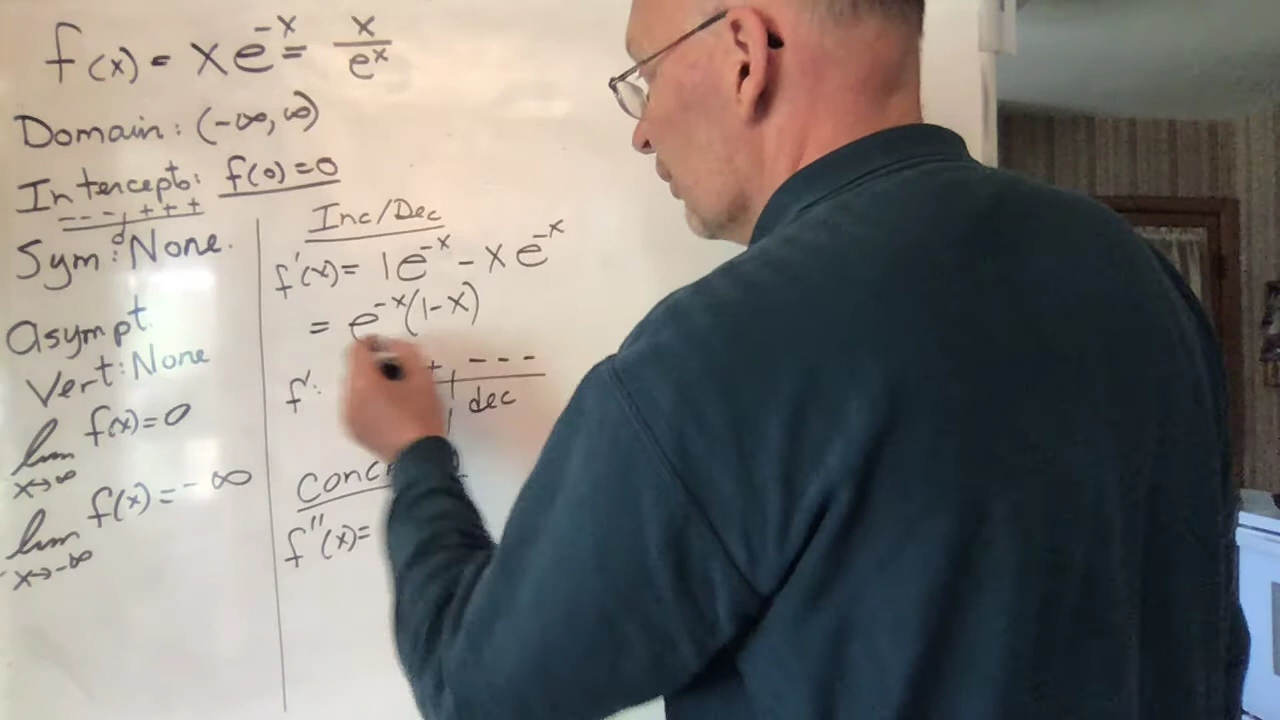 f(x) = xe^-x = x/e^x
Domain: (-∞, ∞)
Intercepts: f(0)=0
- - - + + +
0
Sym: None.
Asympt.
Vert: None
lim x→∞ f(x)=0
lim x→-∞ f(x)=-∞
Inc/Dec
f'(x)= 1e^-x - xe^-x
= e^-x(1-x)
f': + - - -
dec
f''(x)=